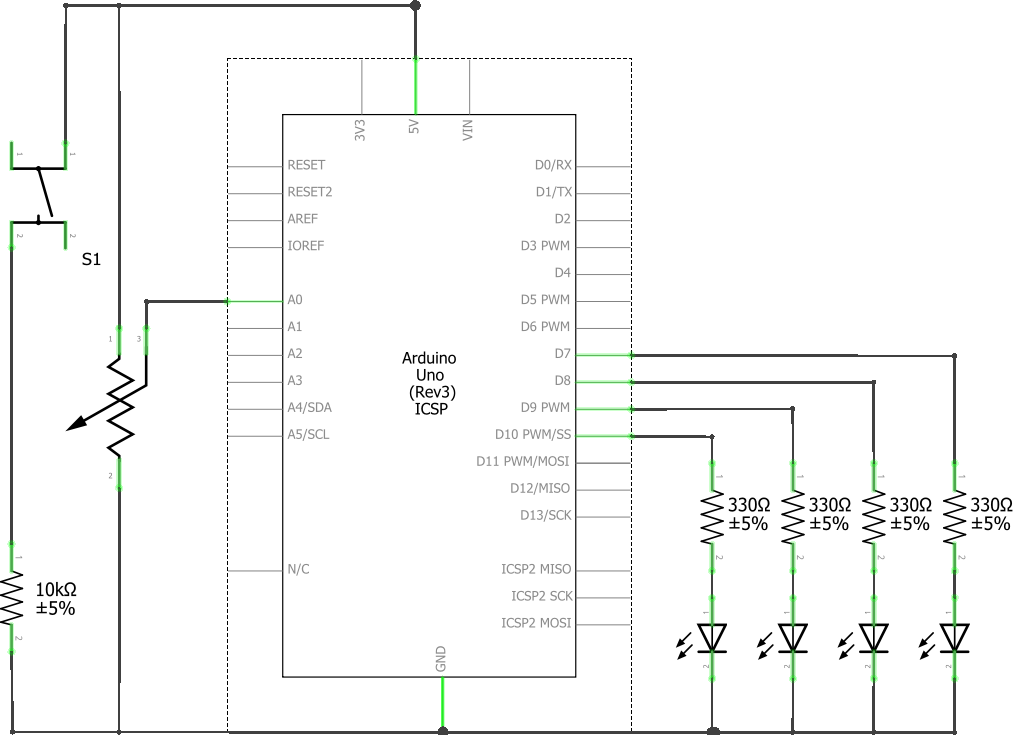 3V3
5V
VIN
1
1
2
2
S1
RESET
RESET2
AREF
IOREF
A0
A1
A2
A3
A4/SDA
A5/SCL
N/C
Arduino
Uno
(Rev3)
ICSP
D0/RX
D1/TX
D2
D3 PWM
D4
D5 PWM
D6 PWM
D7
D8
D9 PWM
D10 PWM/SS
D11 PWM/MOSI
D12/MISO
D13/SCK
ICSP2 MISO
ICSP2 SCK
ICSP2 MOSI
GND
1
3
2
1
10kΩ
±5%
2
1
330Ω
±5%
2
1
330Ω
±5%
2
1
330Ω
±5%
2
1
330Ω
±5%
2
1
2
1
2
1
2
1
2